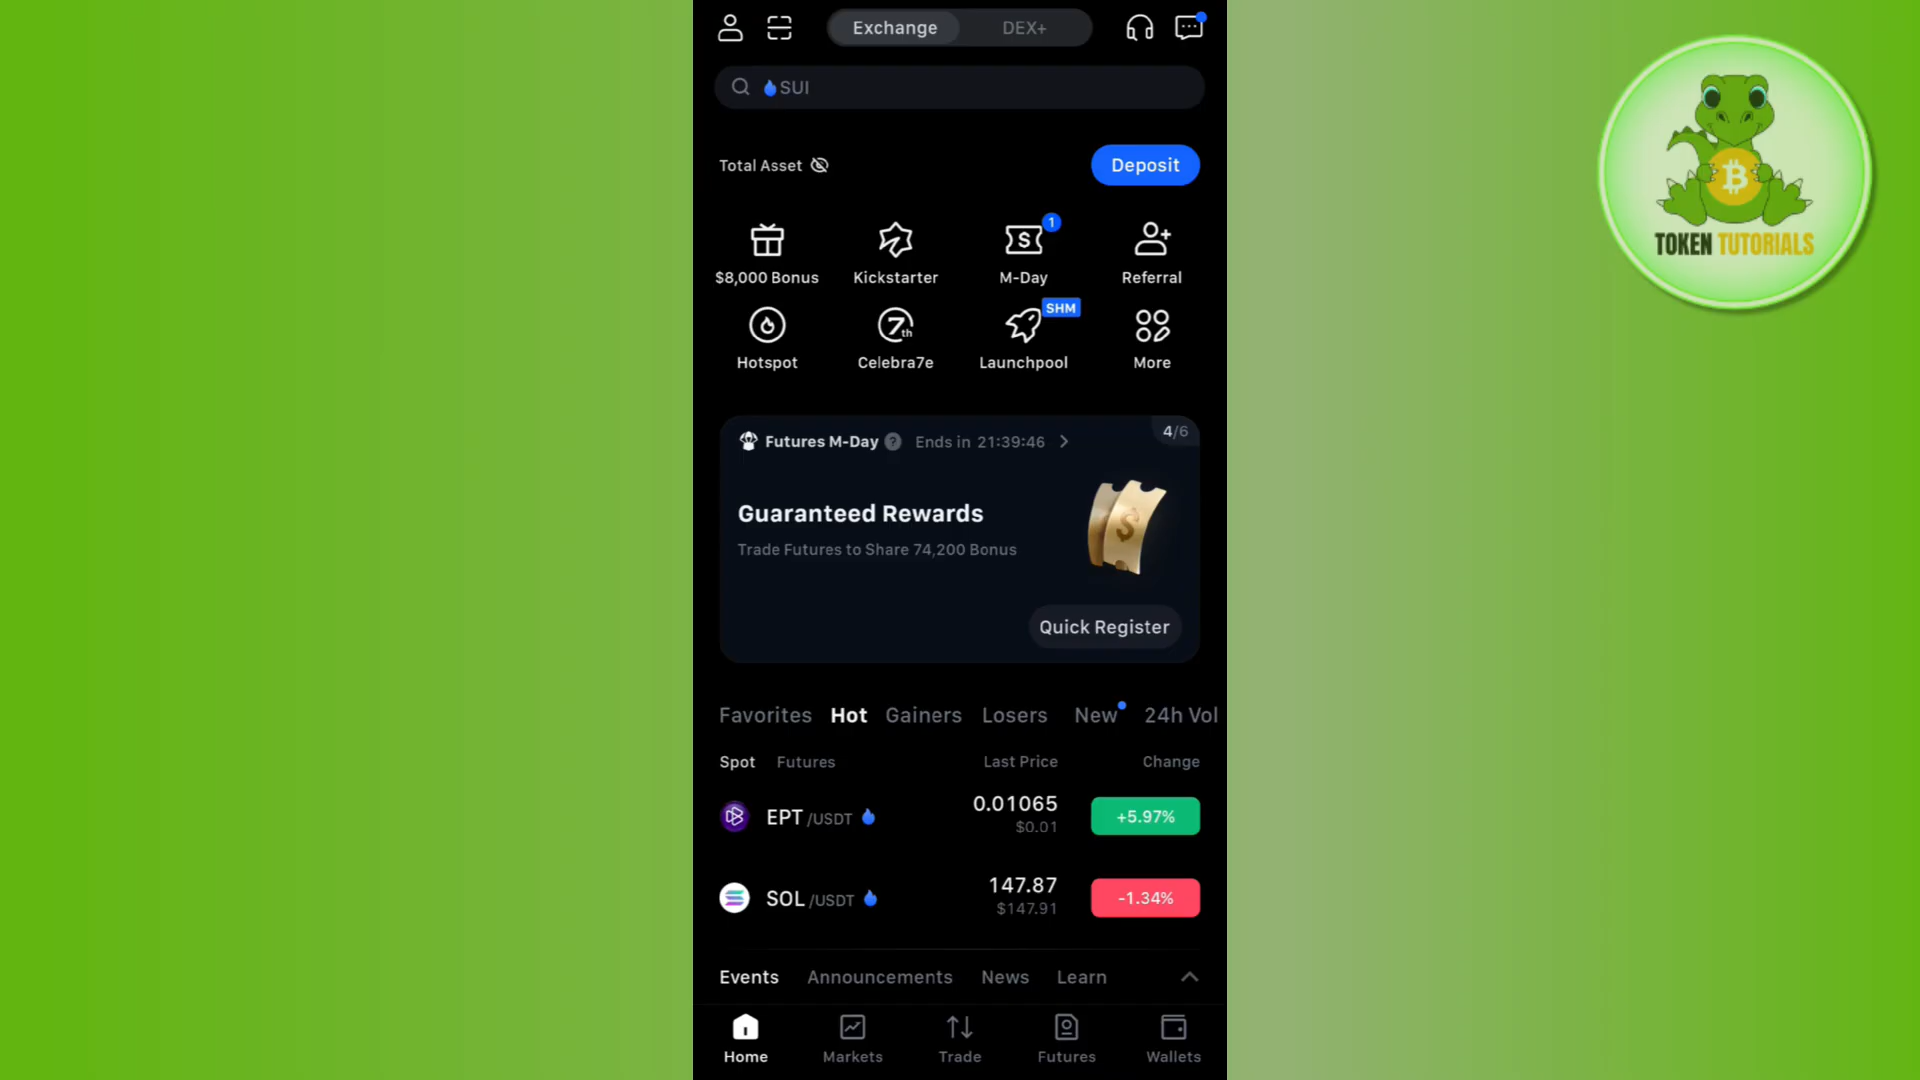 Exchange DEX+
SUI
Total Asset Deposit
1
$8,000 Bonus Kickstarter M-Day Referral
SHM
7th
Hotspot Celebra7e Launchpool More
4/6
Futures M-Day ? Ends in 21:39:46
Guaranteed Rewards
Trade Futures to Share 74,200 Bonus
Quick Register
Favorites Hot Gainers Losers New 24h Vol
Spot Futures Last Price Change
EPT /USDT 0.01065 +5.97%
$0.01
SOL /USDT 147.87 -1.34%
$147.91
Events Announcements News Learn
Home Markets Trade Futures Wallets
TOKEN TUTORIALS